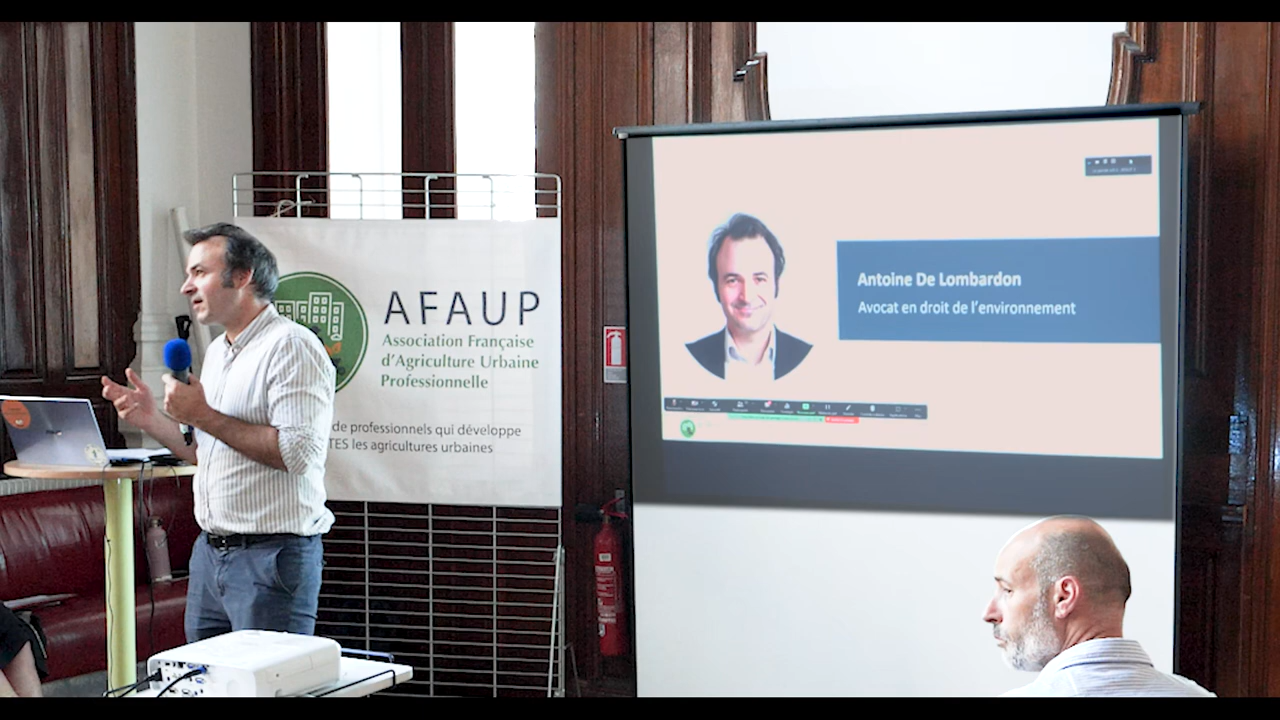 AFAUP
Association Française
d'Agriculture Urbaine
Professionnelle
de professionnels qui développe
TES les agricultures urbaines
Antoine De Lombardon
Avocat en droit de l'environnement